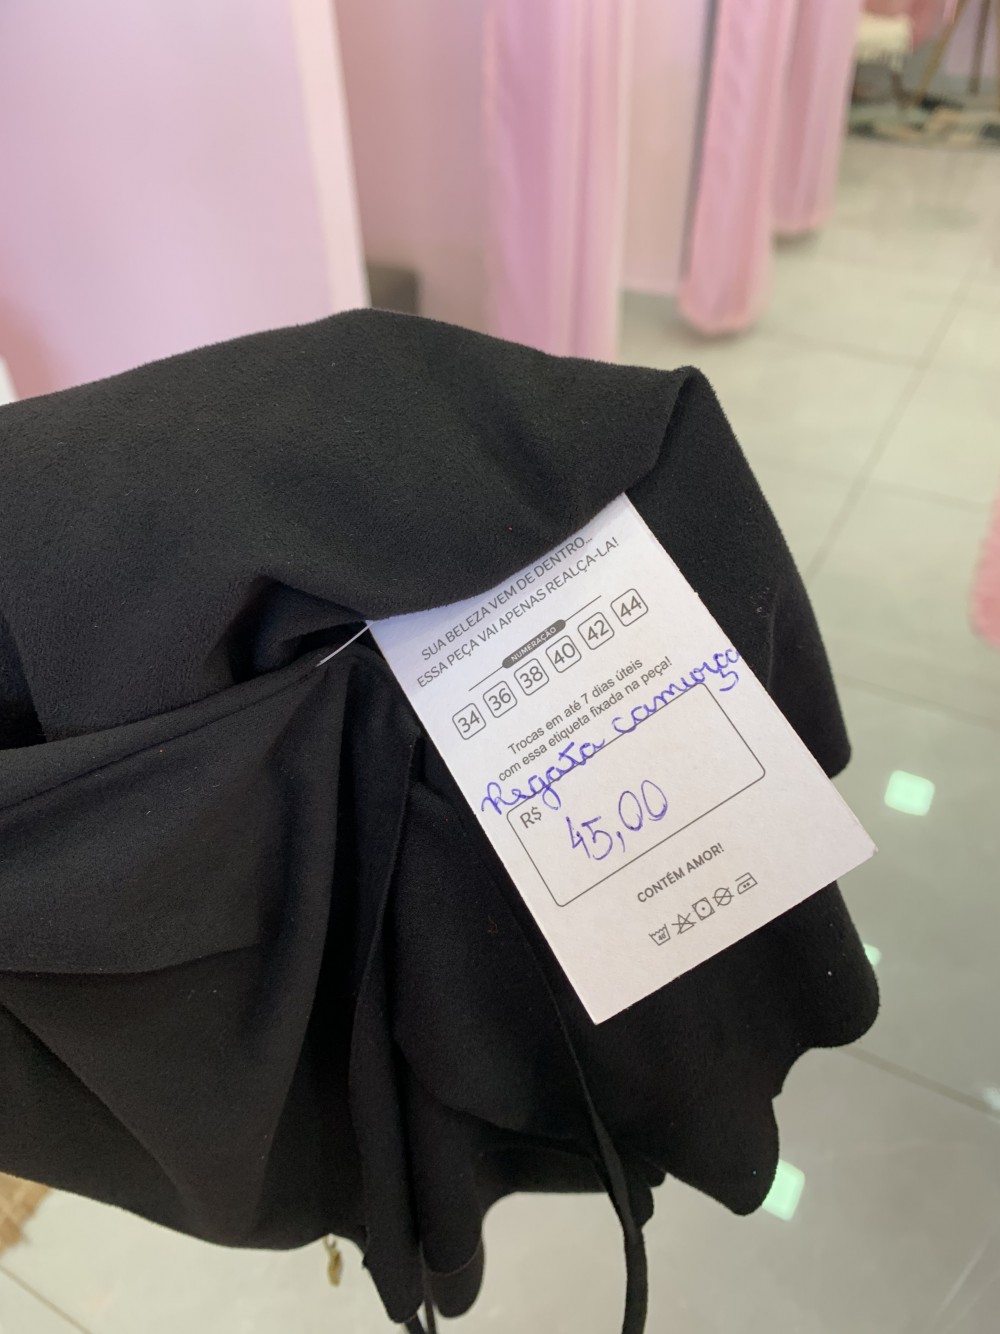 SUA BELEZA VEM DE DENTRO...
ESSA PEÇA VAI APENAS REALÇA-LA!
NUMERAÇÃO
34 36 38 40 42 44
Trocas em até 7 dias úteis
com essa etiqueta fixada na peça!
Regata camurça
R$ 45,00
CONTÉM AMOR!
40